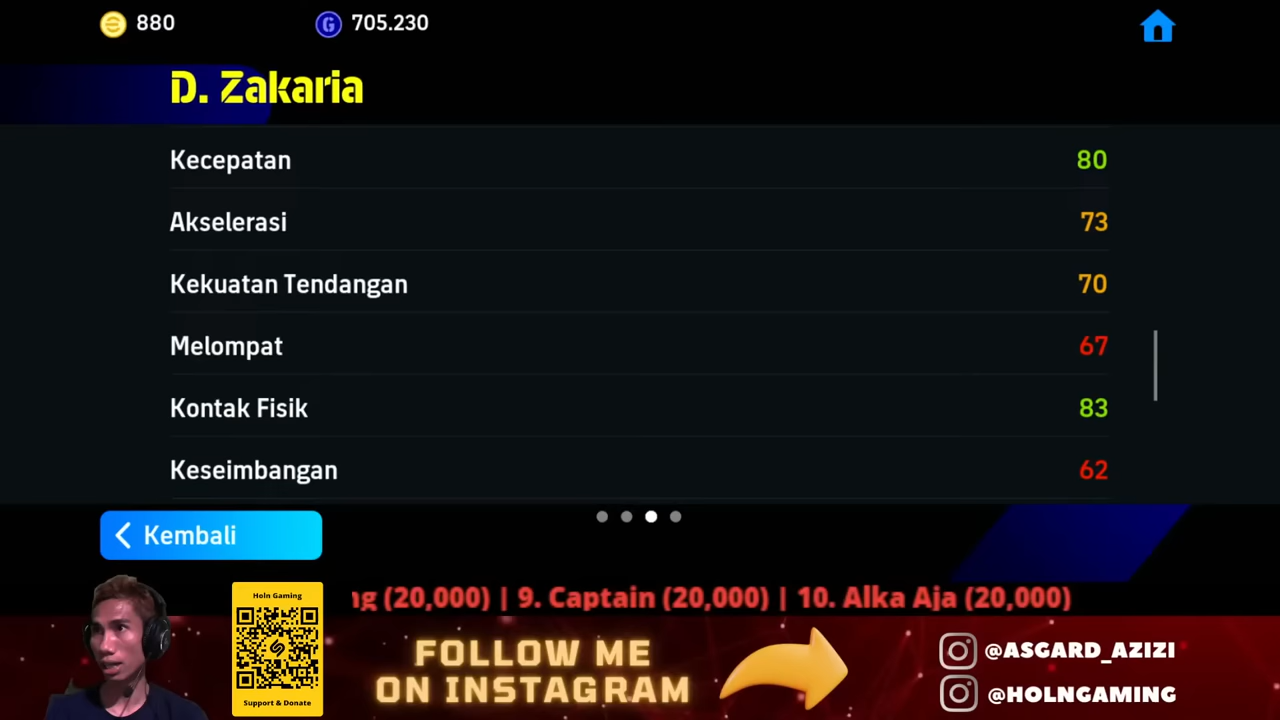 880
705.230
D. Zakaria
Kecepatan 80
Akselerasi 73
Kekuatan Tendangan 70
Melompat 67
Kontak Fisik 83
Keseimbangan 62
Kembali
Holn Gaming
Support & Donate
ng (20,000) | 9. Captain (20,000) | 10. Alka Aja (20,000)
FOLLOW ME
ON INSTAGRAM
@ASGARD_AZIZI
@HOLNGAMING